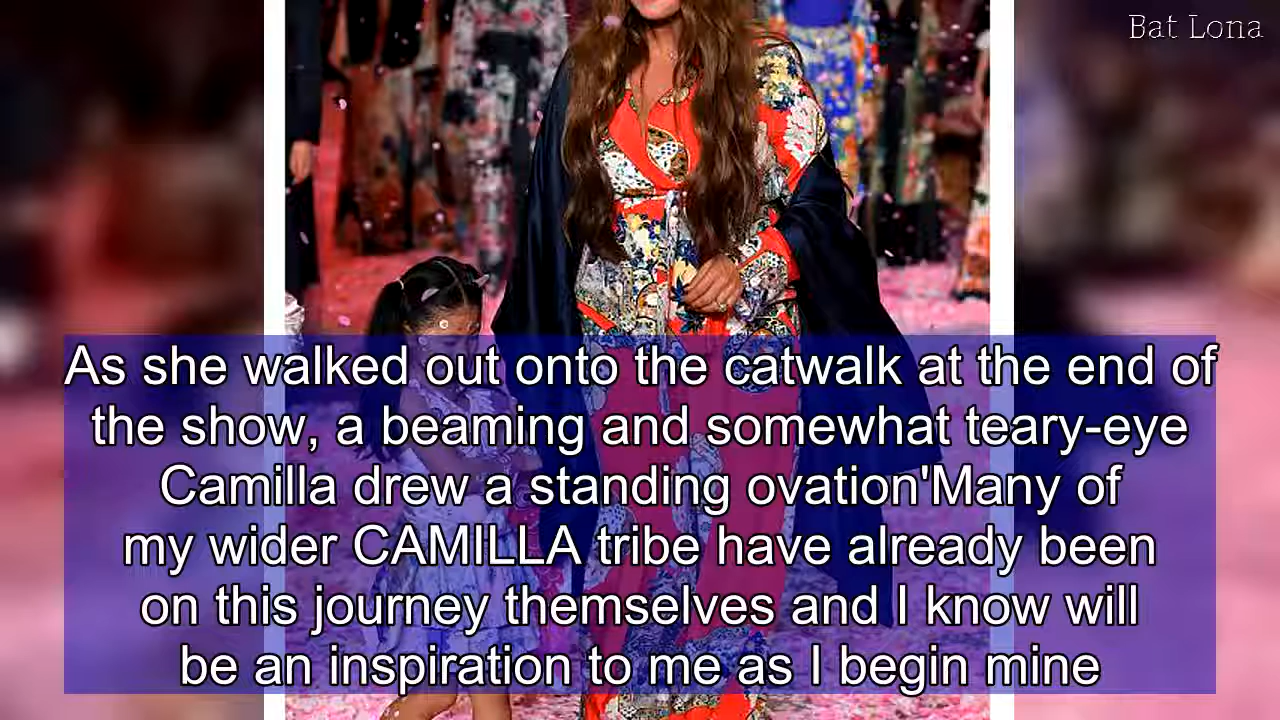 Bat Lona
As she walked out onto the catwalk at the end of
the show, a beaming and somewhat teary-eye
Camilla drew a standing ovation'Many of
my wider CAMILLA tribe have already been
on this journey themselves and I know will
be an inspiration to me as I begin mine